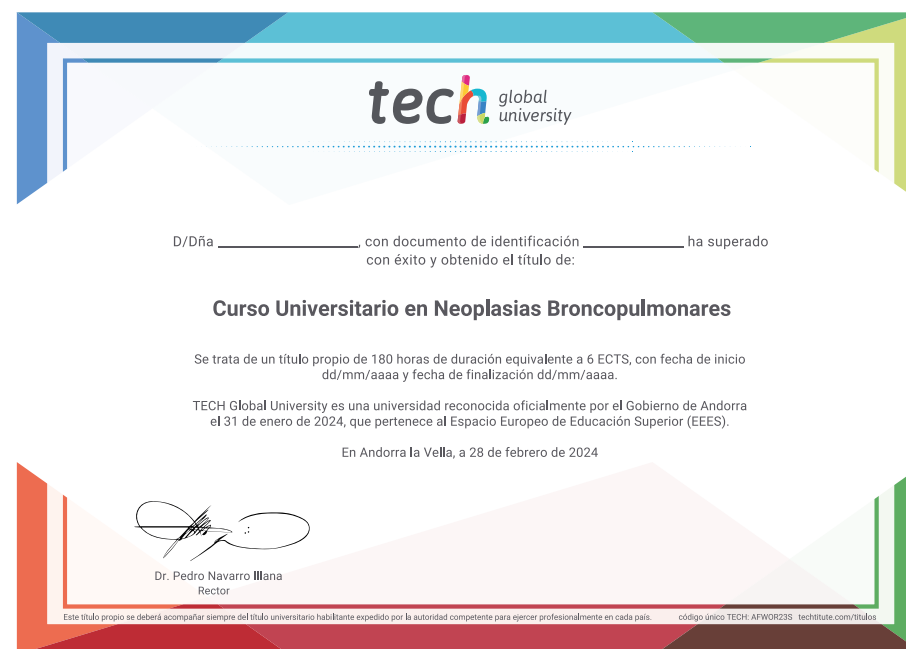 tech global university
D/Dña ____________________, con documento de identificación ______________ ha superado
con éxito y obtenido el título de:
Curso Universitario en Neoplasias Broncopulmonares
Se trata de un título propio de 180 horas de duración equivalente a 6 ECTS, con fecha de inicio
dd/mm/aaaa y fecha de finalización dd/mm/aaaa.
TECH Global University es una universidad reconocida oficialmente por el Gobierno de Andorra
el 31 de enero de 2024, que pertenece al Espacio Europeo de Educación Superior (EEES).
En Andorra la Vella, a 28 de febrero de 2024
Dr. Pedro Navarro Illana
Rector
Este título propio se deberá acompañar siempre del título universitario habilitante expedido por la autoridad competente para ejercer profesionalmente en cada país. código único TECH: AFWOR23S techtitute.com/titulos